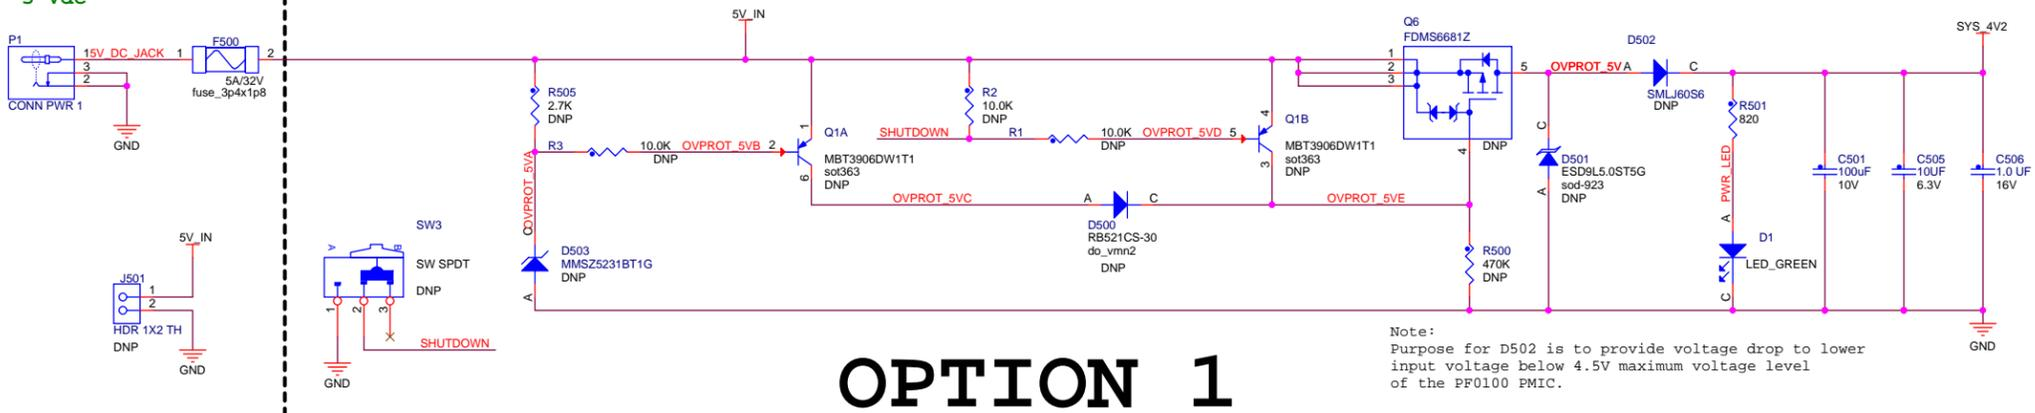 5 Vdc
P1
1
5V_DC_JACK
1
F500
2
3
2
5A/32V
fuse_3p4x1p8
CONN PWR 1
GND
5V_IN
J501
1
2
HDR 1X2 TH
DNP
GND
SW3
A
B
SW SPDT
DNP
1
2
3
SHUTDOWN
GND
5V_IN
R505
2.7K
DNP
R3
10.0K
DNP
OVPROT_5VB
2
OVPROT_5VA
C
D503
MMSZ5231BT1G
DNP
A
1
Q1A
MBT3906DW1T1
sot363
DNP
6
R2
10.0K
DNP
SHUTDOWN
R1
10.0K
DNP
OVPROT_5VD
5
4
Q1B
MBT3906DW1T1
sot363
DNP
3
OVPROT_5VC
A
C
D500
RB521CS-30
do_vmn2
DNP
OVPROT_5VE
Q6
FDMS6681Z
1
2
3
5
4
DNP
R500
470K
DNP
OVPROT_5V
A
D502
C
SMLJ60S6
DNP
C
D501
ESD9L5.0ST5G
sod-923
DNP
A
R501
820
PWR_LED
A
D1
LED_GREEN
C
C501
100uF
10V
C505
10UF
6.3V
SYS_4V2
C506
1.0 UF
16V
GND
Note:
Purpose for D502 is to provide voltage drop to lower
input voltage below 4.5V maximum voltage level
of the PF0100 PMIC.
OPTION 1